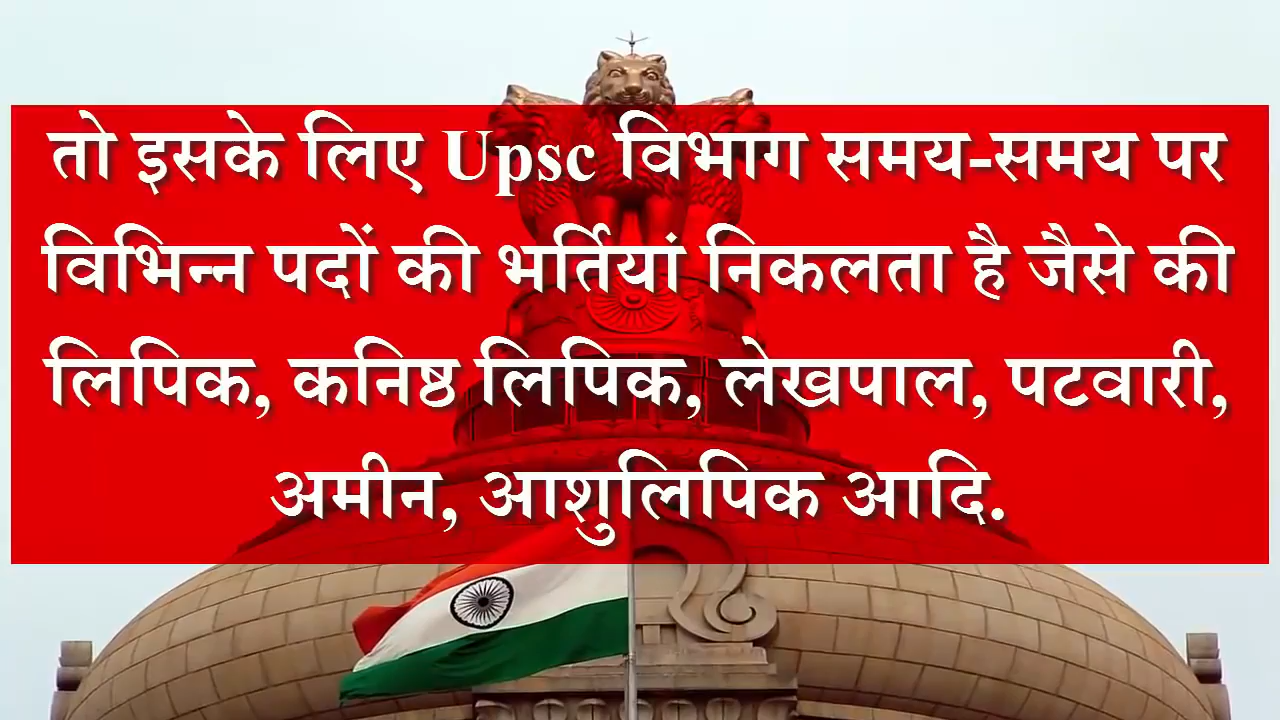 तो इसके लिए Upsc विभाग समय-समय पर
विभिन्न पदों की भर्तियां निकलता है जैसे की
लिपिक, कनिष्ठ लिपिक, लेखपाल, पटवारी,
अमीन, आशुलिपिक आदि.